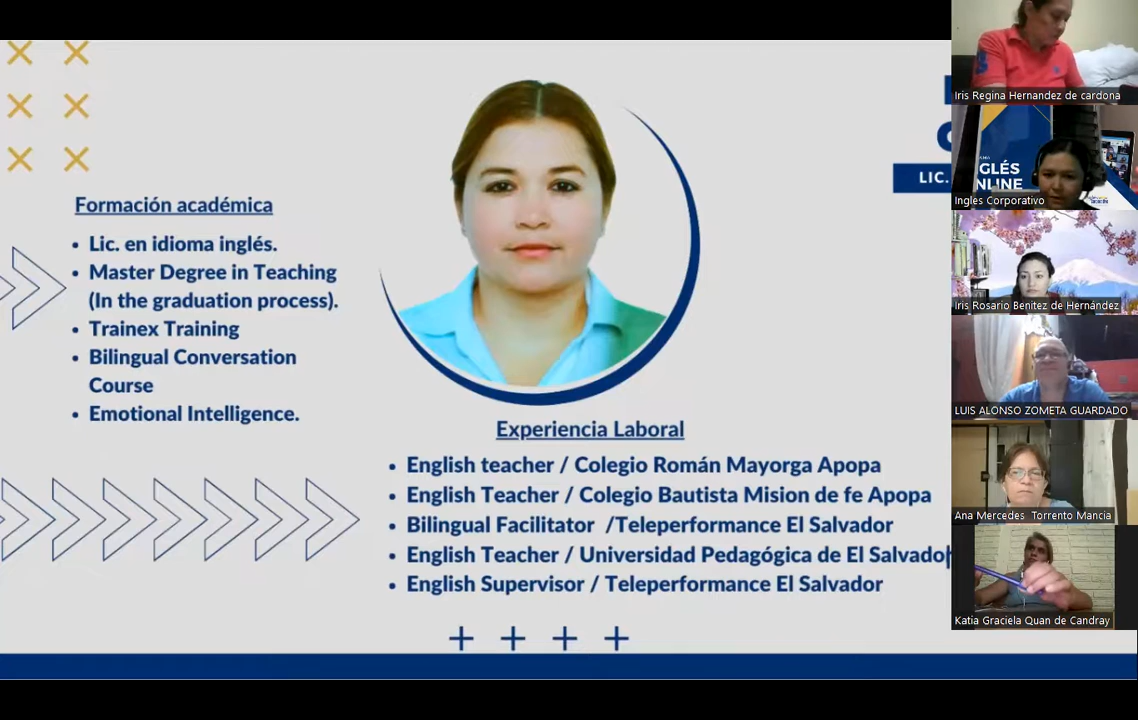 Formación académica
Lic. en idioma inglés.
Master Degree in Teaching
(In the graduation process).
Trainex Training
Bilingual Conversation
Course
Emotional Intelligence.
LIC.
Experiencia Laboral
English teacher / Colegio Román Mayorga Apopa
English Teacher / Colegio Bautista Mision de fe Apopa
Bilingual Facilitator /Teleperformance El Salvador
English Teacher / Universidad Pedagógica de El Salvador
English Supervisor / Teleperformance El Salvador
Iris Regina Hernandez de cardona
GLÉS
NLINE
Ingles Corporativo
Iris Rosario Benitez de Hernández
LUIS ALONSO ZOMETA GUARDADO
Ana Mercedes Torrento Mancia
Katia Graciela Quan de Candray